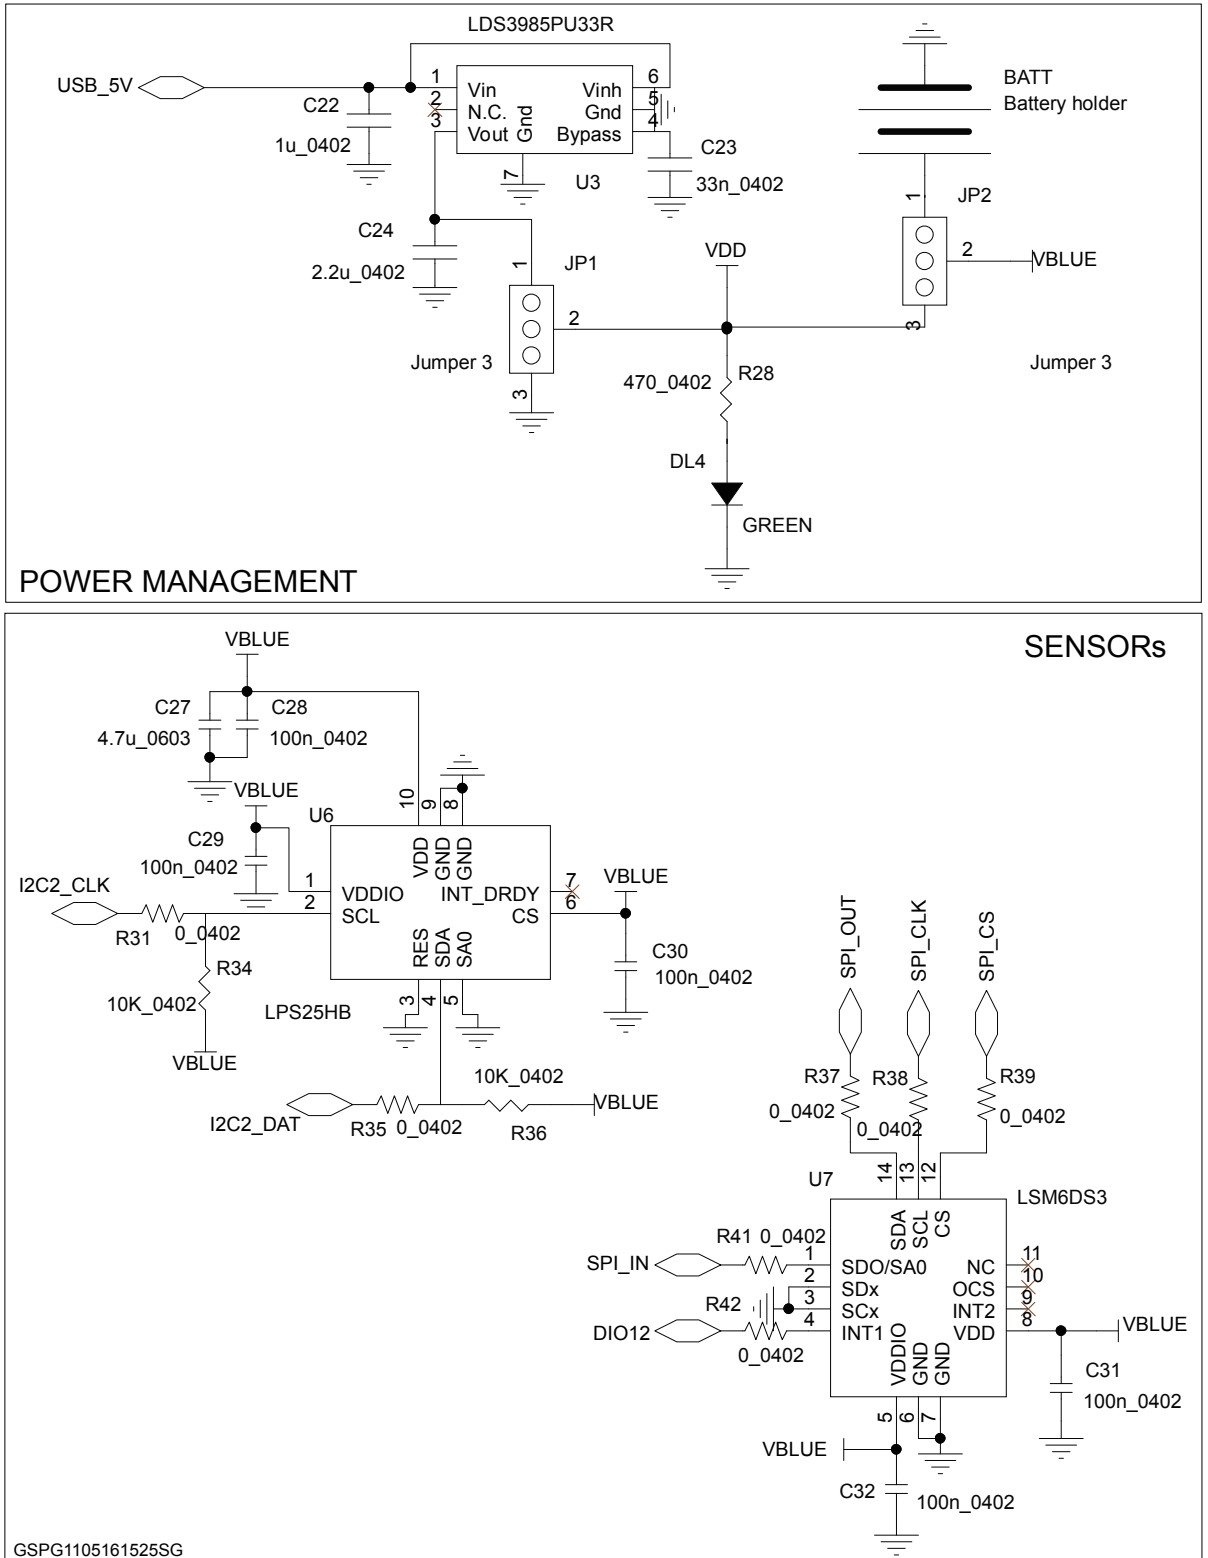 LDS3985PU33R
USB_5V
1
2
3
Vin
N.C.
Vout
Gnd
Vinh
Gnd
Bypass
6
5
4
7
U3
C22
1u_0402
C23
33n_0402
C24
2.2u_0402
BATT
Battery holder
1
JP2
2
VBLUE
3
Jumper 3
VDD
1
JP1
2
Jumper 3
3
470_0402
R28
DL4
GREEN
POWER MANAGEMENT
SENSORs
VBLUE
C27
4.7u_0603
C28
100n_0402
VBLUE
C29
100n_0402
U6
10
9
8
VDD
GND
GND
1
2
VDDIO
SCL
INT_DRDY
CS
7
6
RES
SDA
SA0
3
4
5
LPS25HB
I2C2_CLK
R31
0_0402
R34
10K_0402
VBLUE
VBLUE
C30
100n_0402
I2C2_DAT
R35
0_0402
10K_0402
R36
VBLUE
SPI_OUT
SPI_CLK
SPI_CS
R37
0_0402
R38
0_0402
R39
0_0402
U7
14
13
12
LSM6DS3
SDA
SCL
CS
SPI_IN
R41 0_0402
1
2
3
4
SDO/SA0
SDx
SCx
INT1
NC
OCS
INT2
VDD
11
10
9
8
R42
DIO12
0_0402
VDDIO
GND
GND
5
6
7
VBLUE
C31
100n_0402
VBLUE
C32
100n_0402
GSPG1105161525SG